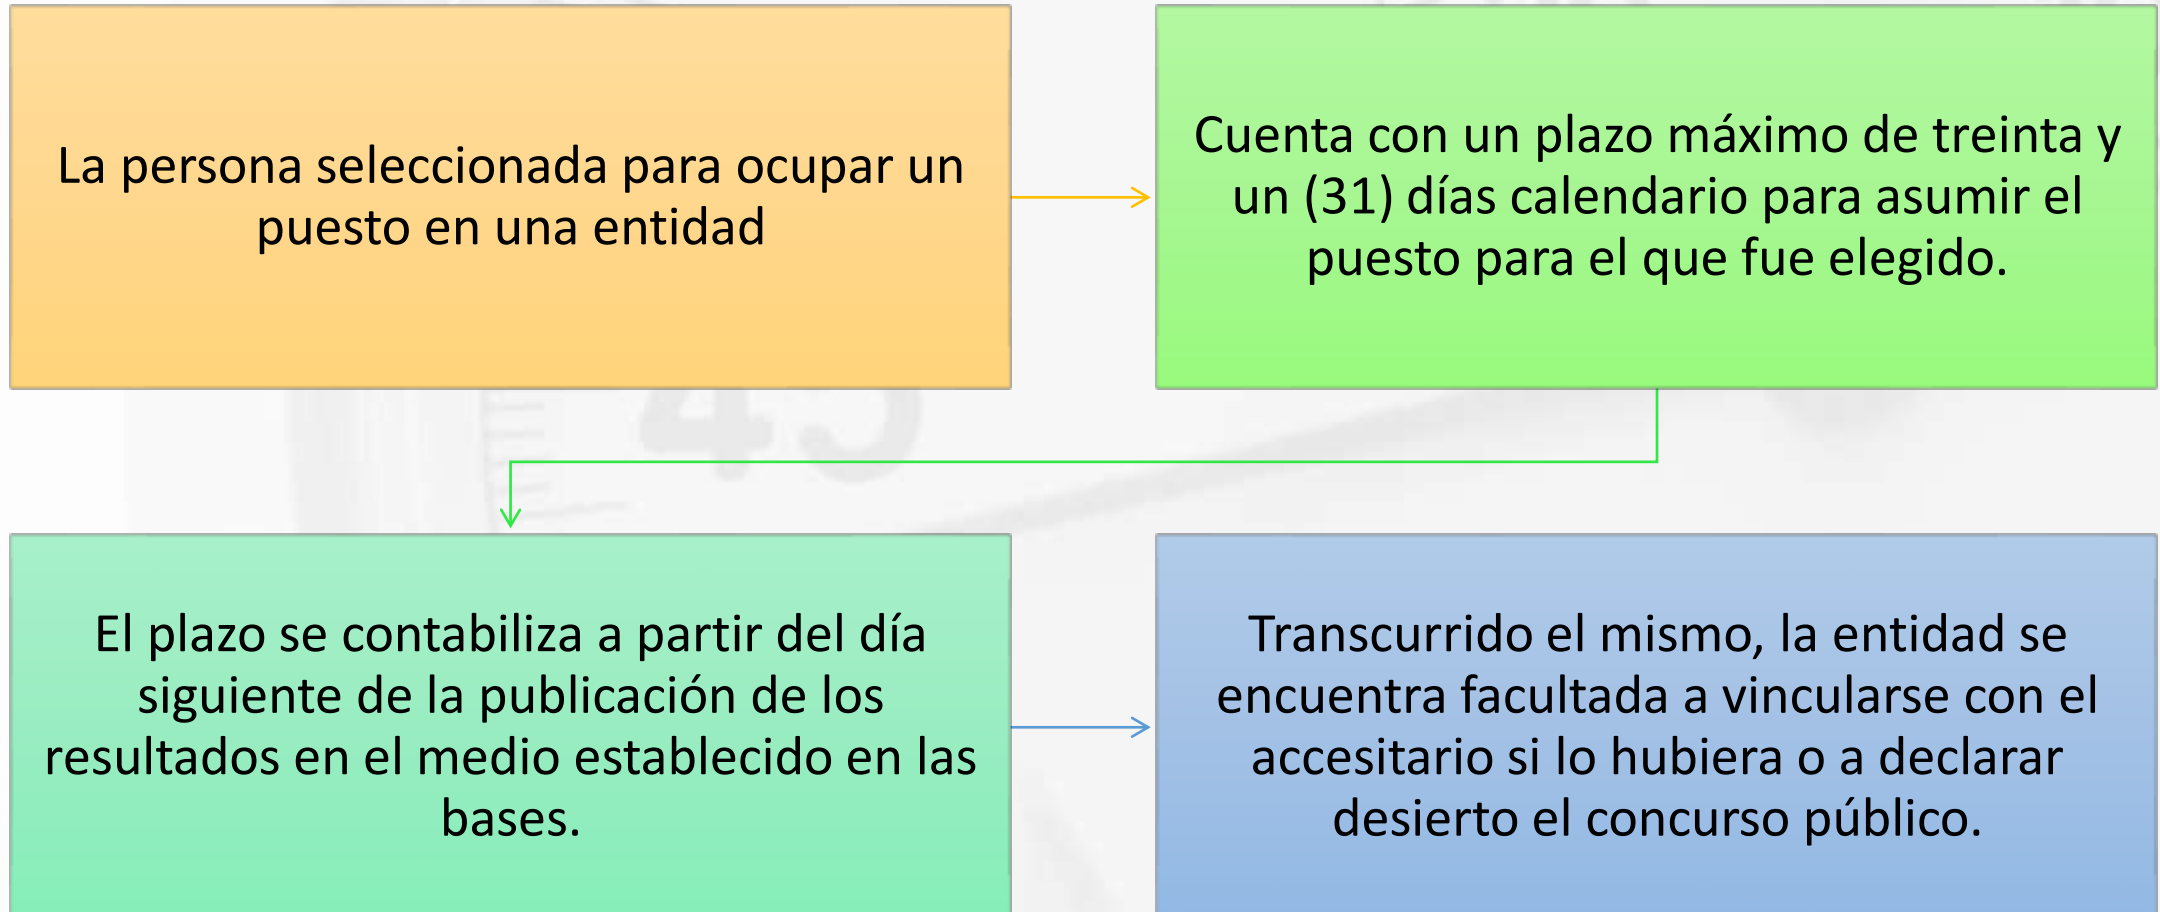 La persona seleccionada para ocupar un
puesto en una entidad
Cuenta con un plazo máximo de treinta y
un (31) días calendario para asumir el
puesto para el que fue elegido.
45
El plazo se contabiliza a partir del día
siguiente de la publicación de los
resultados en el medio establecido en las
bases.
Transcurrido el mismo, la entidad se
encuentra facultada a vincularse con el
accesitario si lo hubiera o a declarar
desierto el concurso público.